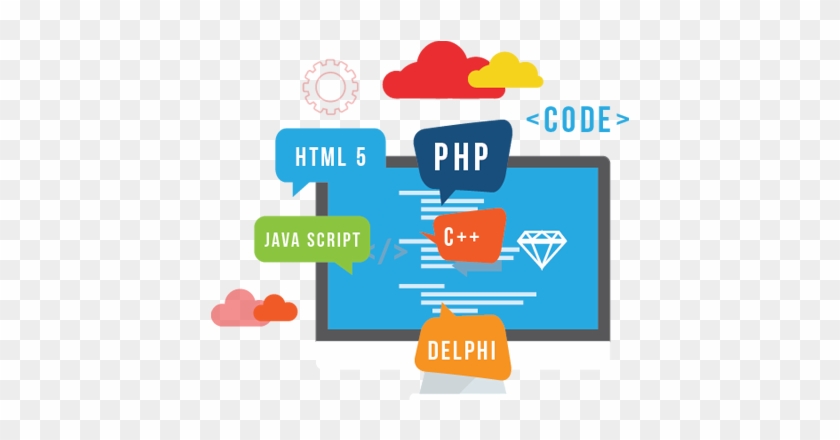 <CODE>
HTML 5
PHP
JAVA SCRIPT
C++
</>
DELPHI